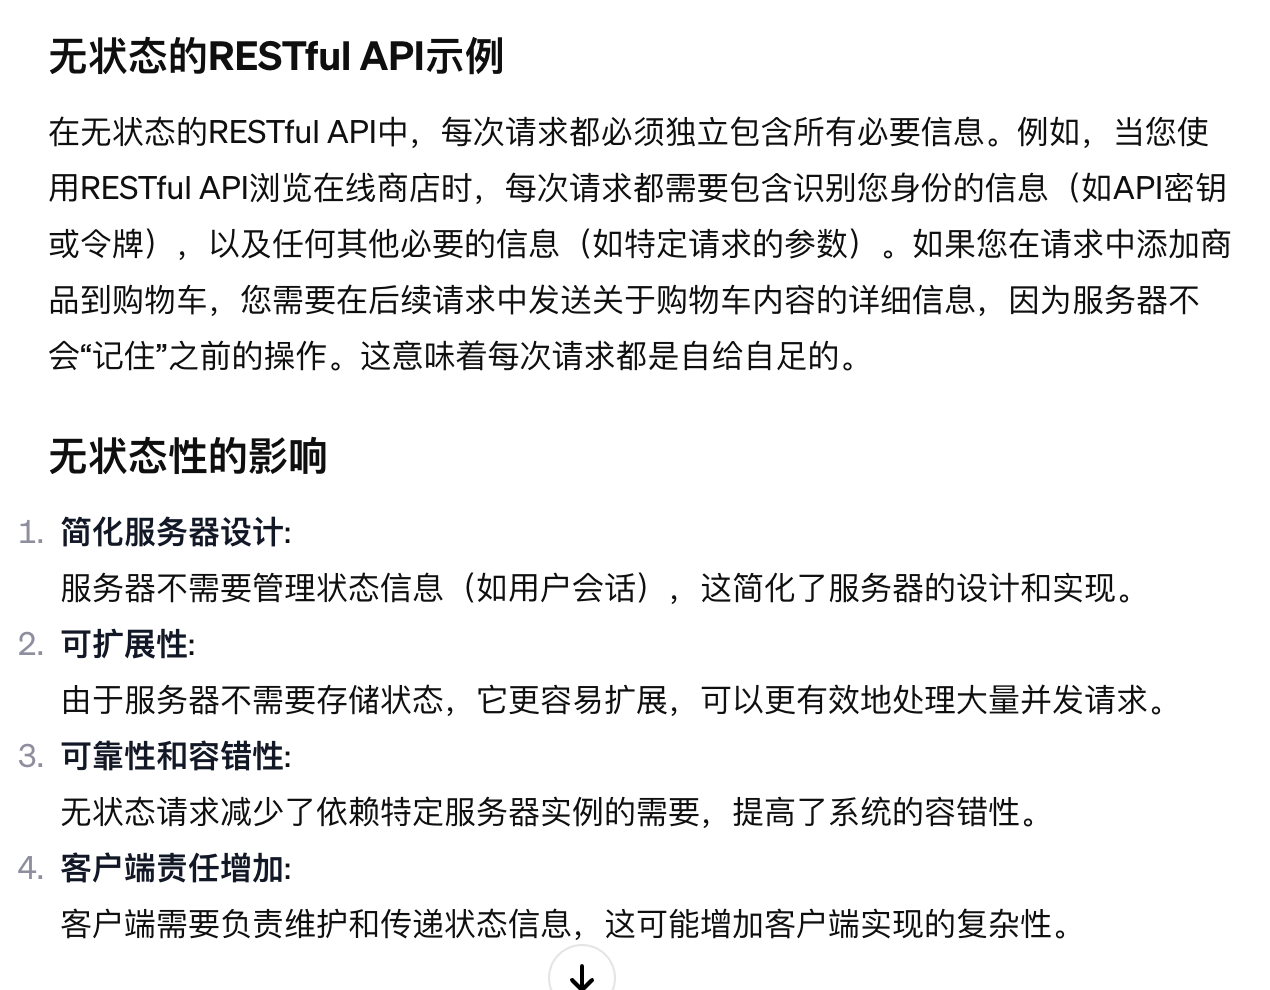 无状态的RESTful API示例
在无状态的RESTful API中，每次请求都必须独立包含所有必要信息。例如，当您使
用RESTful API浏览在线商店时，每次请求都需要包含识别您身份的信息（如API密钥
或令牌），以及任何其他必要的信息（如特定请求的参数）。如果您在请求中添加商
品到购物车，您需要在后续请求中发送关于购物车内容的详细信息，因为服务器不
会“记住”之前的操作。这意味着每次请求都是自给自足的。
无状态性的影响
1. 简化服务器设计:
服务器不需要管理状态信息（如用户会话），这简化了服务器的设计和实现。
2. 可扩展性:
由于服务器不需要存储状态，它更容易扩展，可以更有效地处理大量并发请求。
3. 可靠性和容错性:
无状态请求减少了依赖特定服务器实例的需要，提高了系统的容错性。
4. 客户端责任增加:
客户端需要负责维护和传递状态信息，这可能增加客户端实现的复杂性。